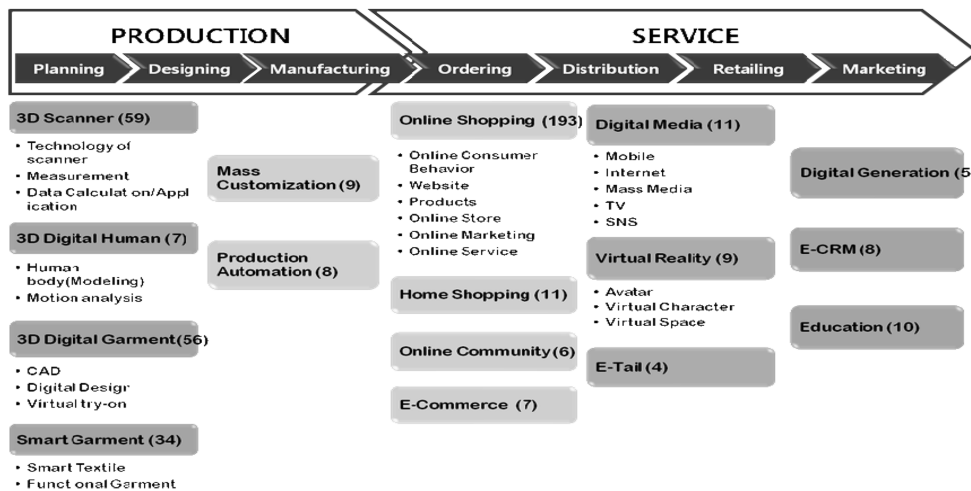 PRODUCTION
SERVICE
Planning
Designing
Manufacturing
Ordering
Distribution
Retailing
Marketing
3D Scanner (59)
• Technology of
scanner
• Measurement
• Data Calculation/Appl
ication
3D Digital Human (7)
• Human
body(Modeling)
• Motion analysis
3D Digital Garment(56)
• CAD
• Digital Design
• Virtual try-on
Smart Garment (34)
• Smart Textile
• Functional Garment
Mass
Customization (9)
Production
Automation (8)
Online Shopping (193)
• Online Consumer
Behavior
• Website
• Products
• Online Store
• Online Marketing
• Online Service
Home Shopping (11)
Online Community(6)
E-Commerce (7)
Digital Media (11)
• Mobile
• Internet
• Mass Media
• TV
• SNS
Virtual Reality (9)
• Avatar
• Virtual Character
• Virtual Space
E-Tail (4)
Digital Generation (5
E-CRM (8)
Education (10)